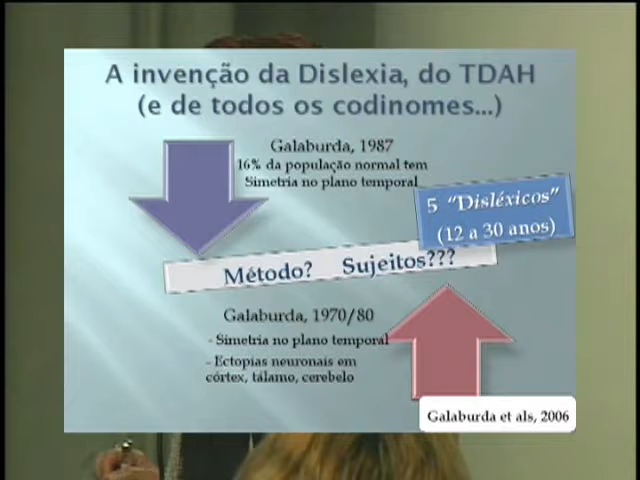 A invenção da Dislexia, do TDAH
(e de todos os codinomes...)
Galaburda, 1987
16% da população normal tem
Simetria no plano temporal
5 “Disléxicos”
(12 a 30 anos)
Método? Sujeitos???
Galaburda, 1970/80
- Simetria no plano temporal
- Ectopias neuronais em
córtex, tálamo, cerebelo
Galaburda et als, 2006